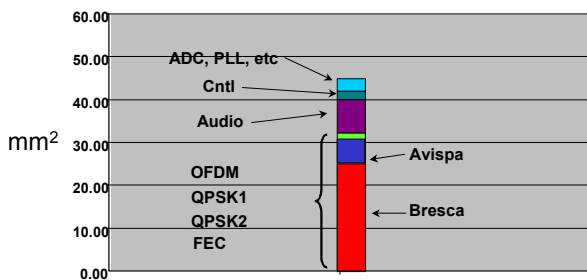 60.00
50.00
40.00
30.00
20.00
10.00
0.00
mm²
ADC, PLL, etc
Cntl
Audio
OFDM
QPSK1
QPSK2
FEC
Avispa
Bresca